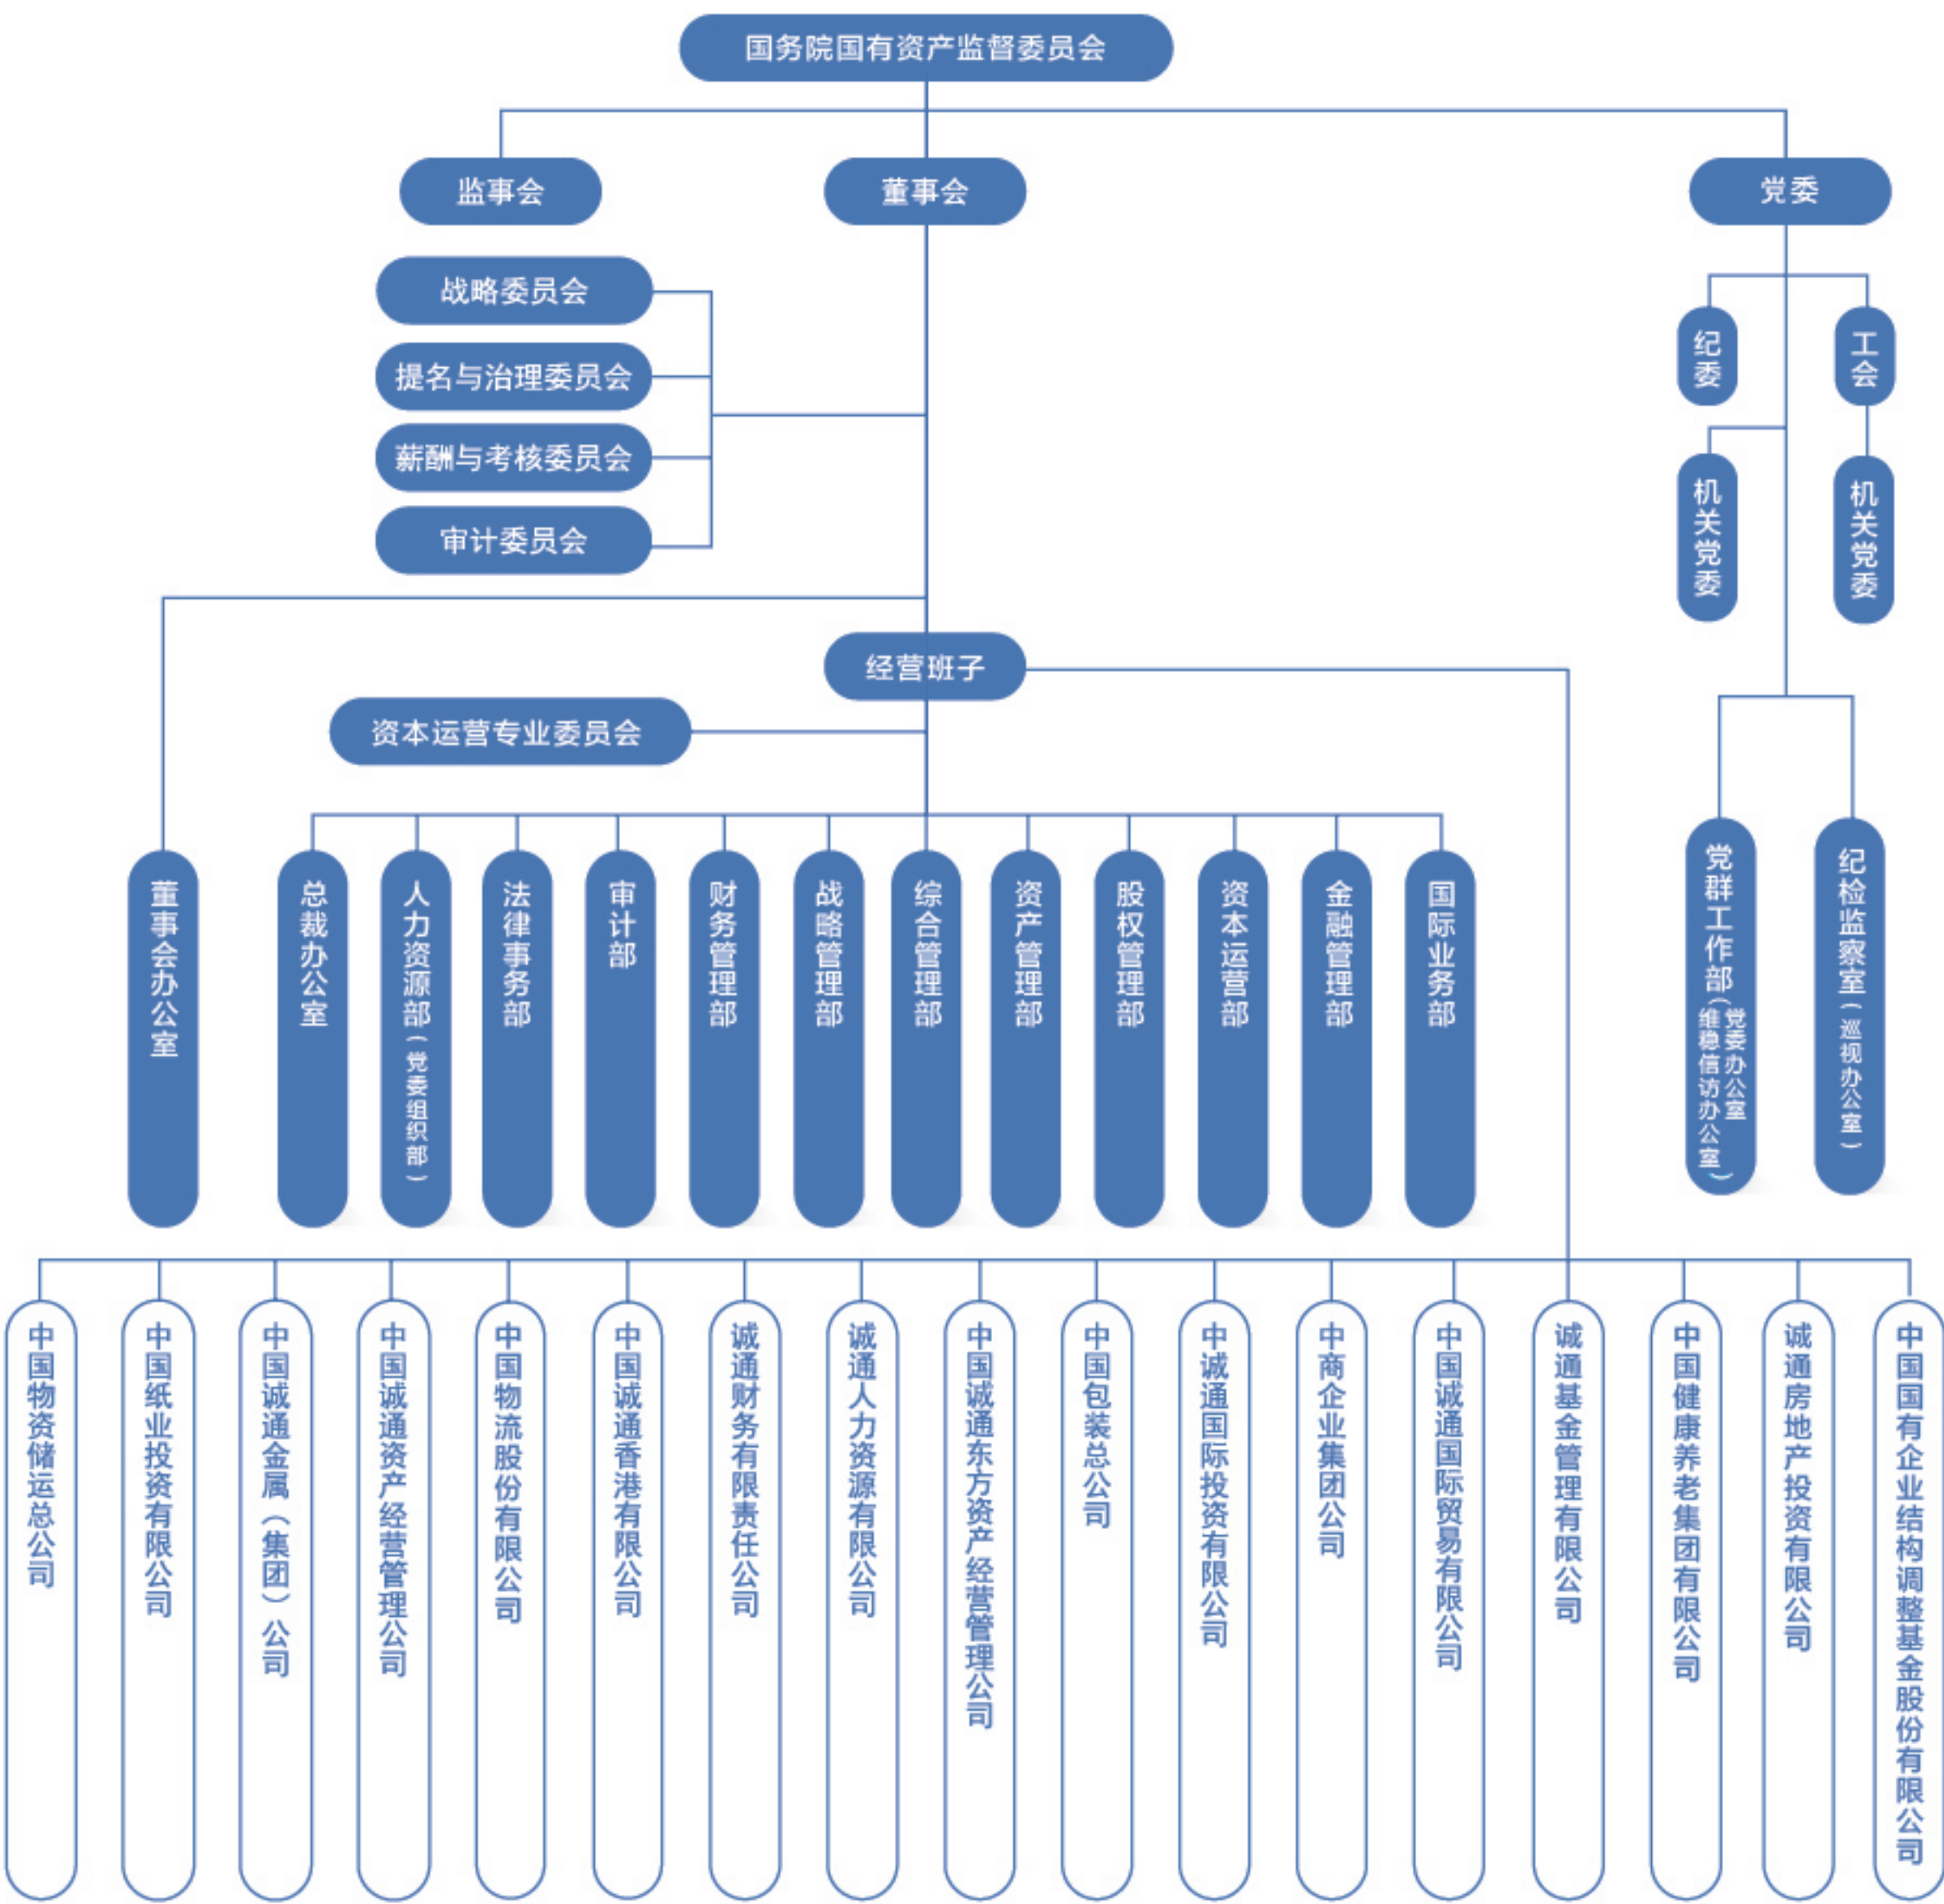 国务院国有资产监督委员会
监事会
董事会
党委
战略委员会
提名与治理委员会
薪酬与考核委员会
审计委员会
纪委
工会
机关党委
机关党委
经营班子
资本运营专业委员会
董事会办公室
总裁办公室
人力资源部(党委组织部)
法律事务部
审计部
财务管理部
战略管理部
综合管理部
资产管理部
股权管理部
资本运营部
金融管理部
国际业务部
党群工作部(党委办公室
维稳信访办公室)
纪检监察室(巡视办公室)
中国物资储运总公司
中国纸业投资有限公司
中国诚通金属(集团)公司
中国诚通资产经营管理公司
中国物流股份有限公司
中国诚通香港有限公司
诚通财务有限责任公司
诚通人力资源有限公司
中国诚通东方资产经营管理公司
中国包装总公司
中诚通国际投资有限公司
中商企业集团公司
中国诚通国际贸易有限公司
诚通基金管理有限公司
中国健康养老集团有限公司
诚通房地产投资有限公司
中国国有企业结构调整基金股份有限公司